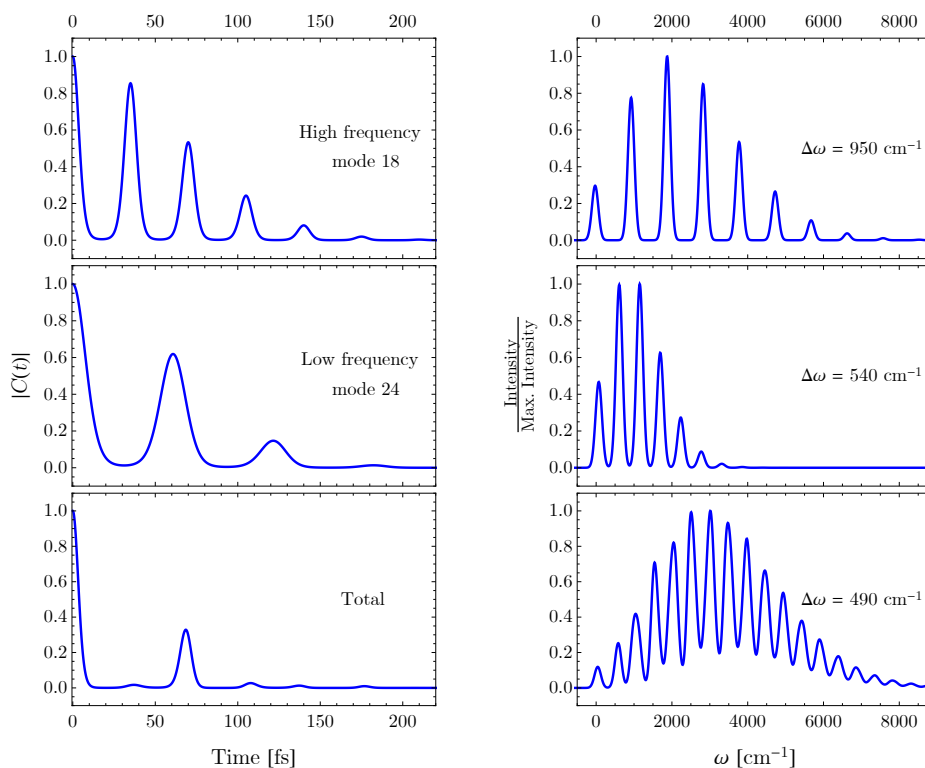 0 50 100 150 200
0 2000 4000 6000 8000
1.0
0.8
0.6
0.4
0.2
0.0
High frequency
mode 18
1.0
0.8
0.6
0.4
0.2
0.0
Δω = 950 cm⁻¹
|C(t)|
1.0
0.8
0.6
0.4
0.2
0.0
Low frequency
mode 24
Intensity
Max. Intensity
1.0
0.8
0.6
0.4
0.2
0.0
Δω = 540 cm⁻¹
1.0
0.8
0.6
0.4
0.2
0.0
Total
1.0
0.8
0.6
0.4
0.2
0.0
Δω = 490 cm⁻¹
0 50 100 150 200
Time [fs]
0 2000 4000 6000 8000
ω [cm⁻¹]